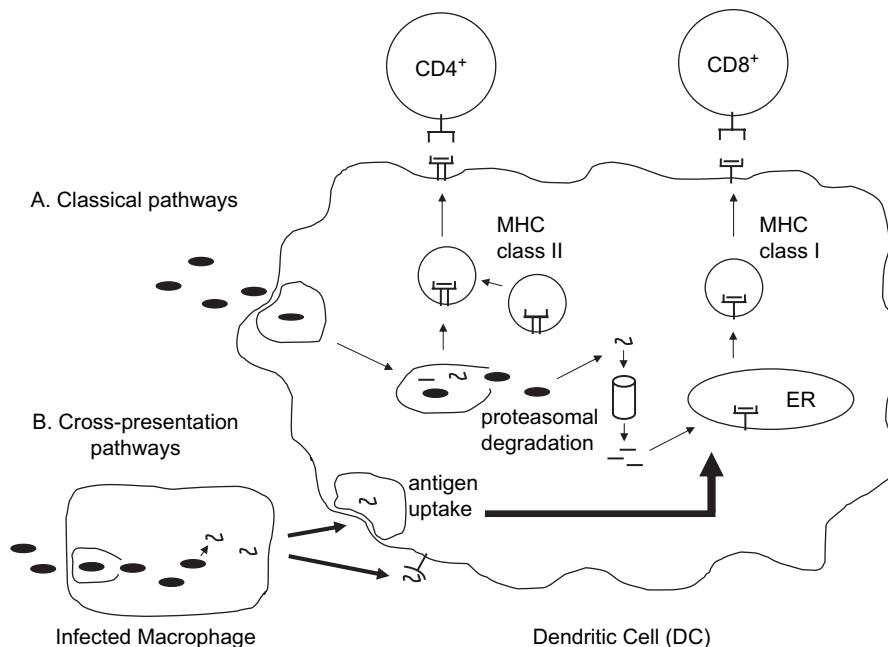 CD4⁺
CD8⁺
A. Classical pathways
MHC
class II
MHC
class I
ER
proteasomal
degradation
B. Cross-presentation
pathways
antigen
uptake
Infected Macrophage
Dendritic Cell (DC)